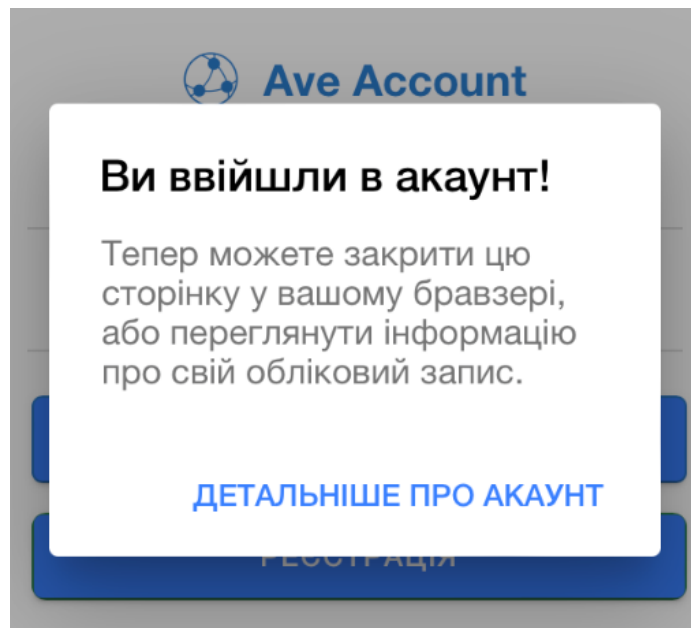 Ave Account
Ви ввійшли в акаунт!
Тепер можете закрити цю
сторінку у вашому бравзері,
або переглянути інформацію
про свій обліковий запис.
ДЕТАЛЬНІШЕ ПРО АКАУНТ
РЕЄСТРАЦІЯ